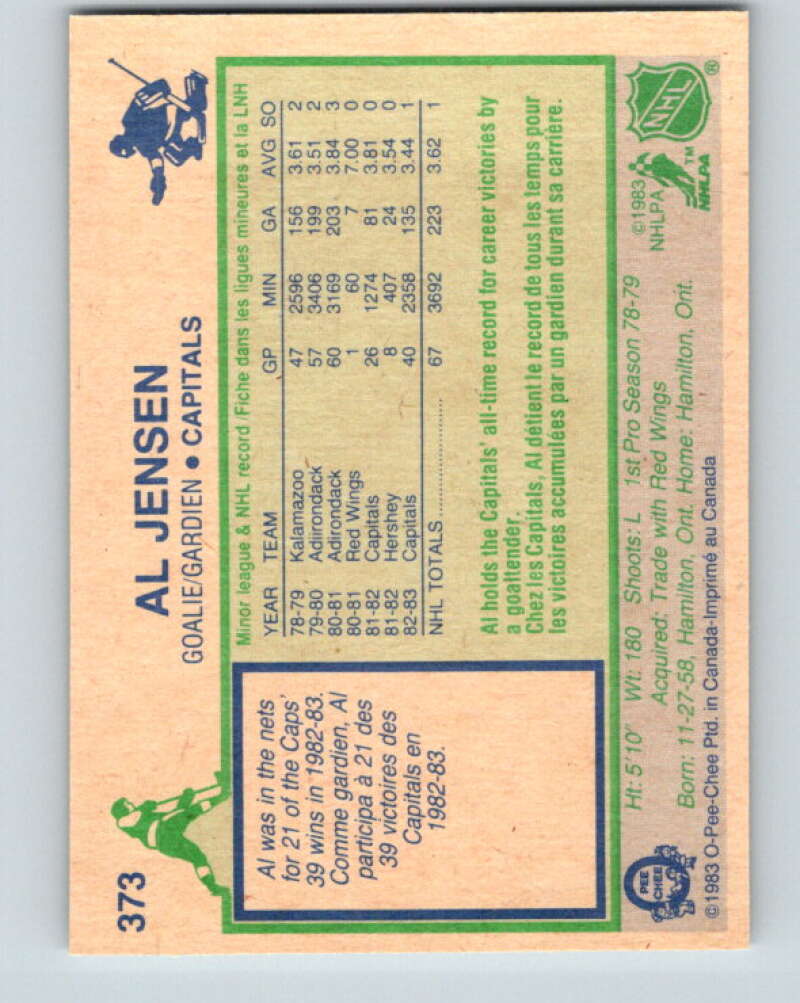 373
AL JENSEN
GOALIE/GARDIEN • CAPITALS
Al was in the nets
for 21 of the Caps'
39 wins in 1982-83.
Comme gardien, Al
participa à 21 des
39 victoires des
Capitals en
1982-83.
Minor league & NHL record/Fiche dans les ligues mineures et la LNH
YEAR TEAM GP MIN GA AVG SO
78-79 Kalamazoo 47 2596 156 3.61 2
79-80 Adiirondack 57 3406 199 3.51 2
80-81 Adirondack 60 3169 203 3.84 3
80-81 Red Wings 1 60 7 7.00 0
81-82 Capitals 26 1274 81 3.81 0
81-82 Hershey 8 407 24 3.54 0
82-83 Capitals 40 2358 135 3.44 1
NHL TOTALS.................... 67 3692 223 3.62 1
Al holds the Capitals' all-time record for career victories by
a goaltender.
Chez les Capitals, Al détient le record de tous les temps pour
les victoires accumulées par un gardien durant sa carrière.
Ht: 5'10" Wt: 180 Shoots: L 1st Pro Season 78-79
Acquired: Trade with Red Wings
Born: 11-27-58, Hamilton, Ont. Home: Hamilton, Ont.
©1983 O-Pee-Chee Ptd. in Canada-Imprimé au Canada
O
PEE
CHEE
©1983
NHLPA
TM
NHLPA
NHL
®